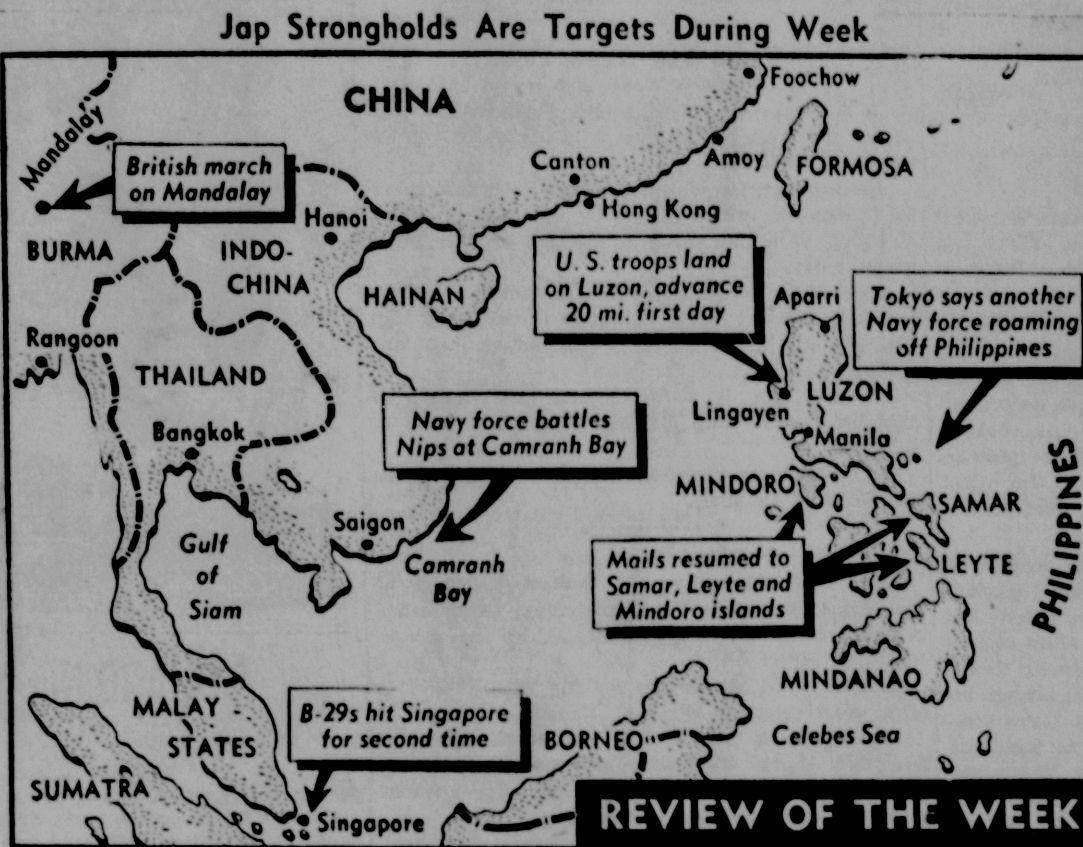 Jap Strongholds Are Targets During Week
CHINA
Foochow
Mandalay
British march
on Mandalay
Canton
Amoy
FORMOSA
Hong Kong
Hanoi
BURMA
INDO-
CHINA
HAINAN
U. S. troops land
on Luzon, advance
20 mi. first day
Aparri
Tokyo says another
Navy force roaming
off Philippines
Rangoon
THAILAND
LUZON
Lingayen
Manila
Bangkok
Navy force battles
Nips at Camranh Bay
MINDORO
SAMAR
PHILIPPINES
Saigon
Camranh
Bay
Gulf
of
Siam
Mails resumed to
Samar, Leyte and
Mindoro islands
LEYTE
MINDANAO
MALAY
STATES
B-29s hit Singapore
for second time
BORNEO
Celebes Sea
SUMATRA
Singapore
REVIEW OF THE WEEK